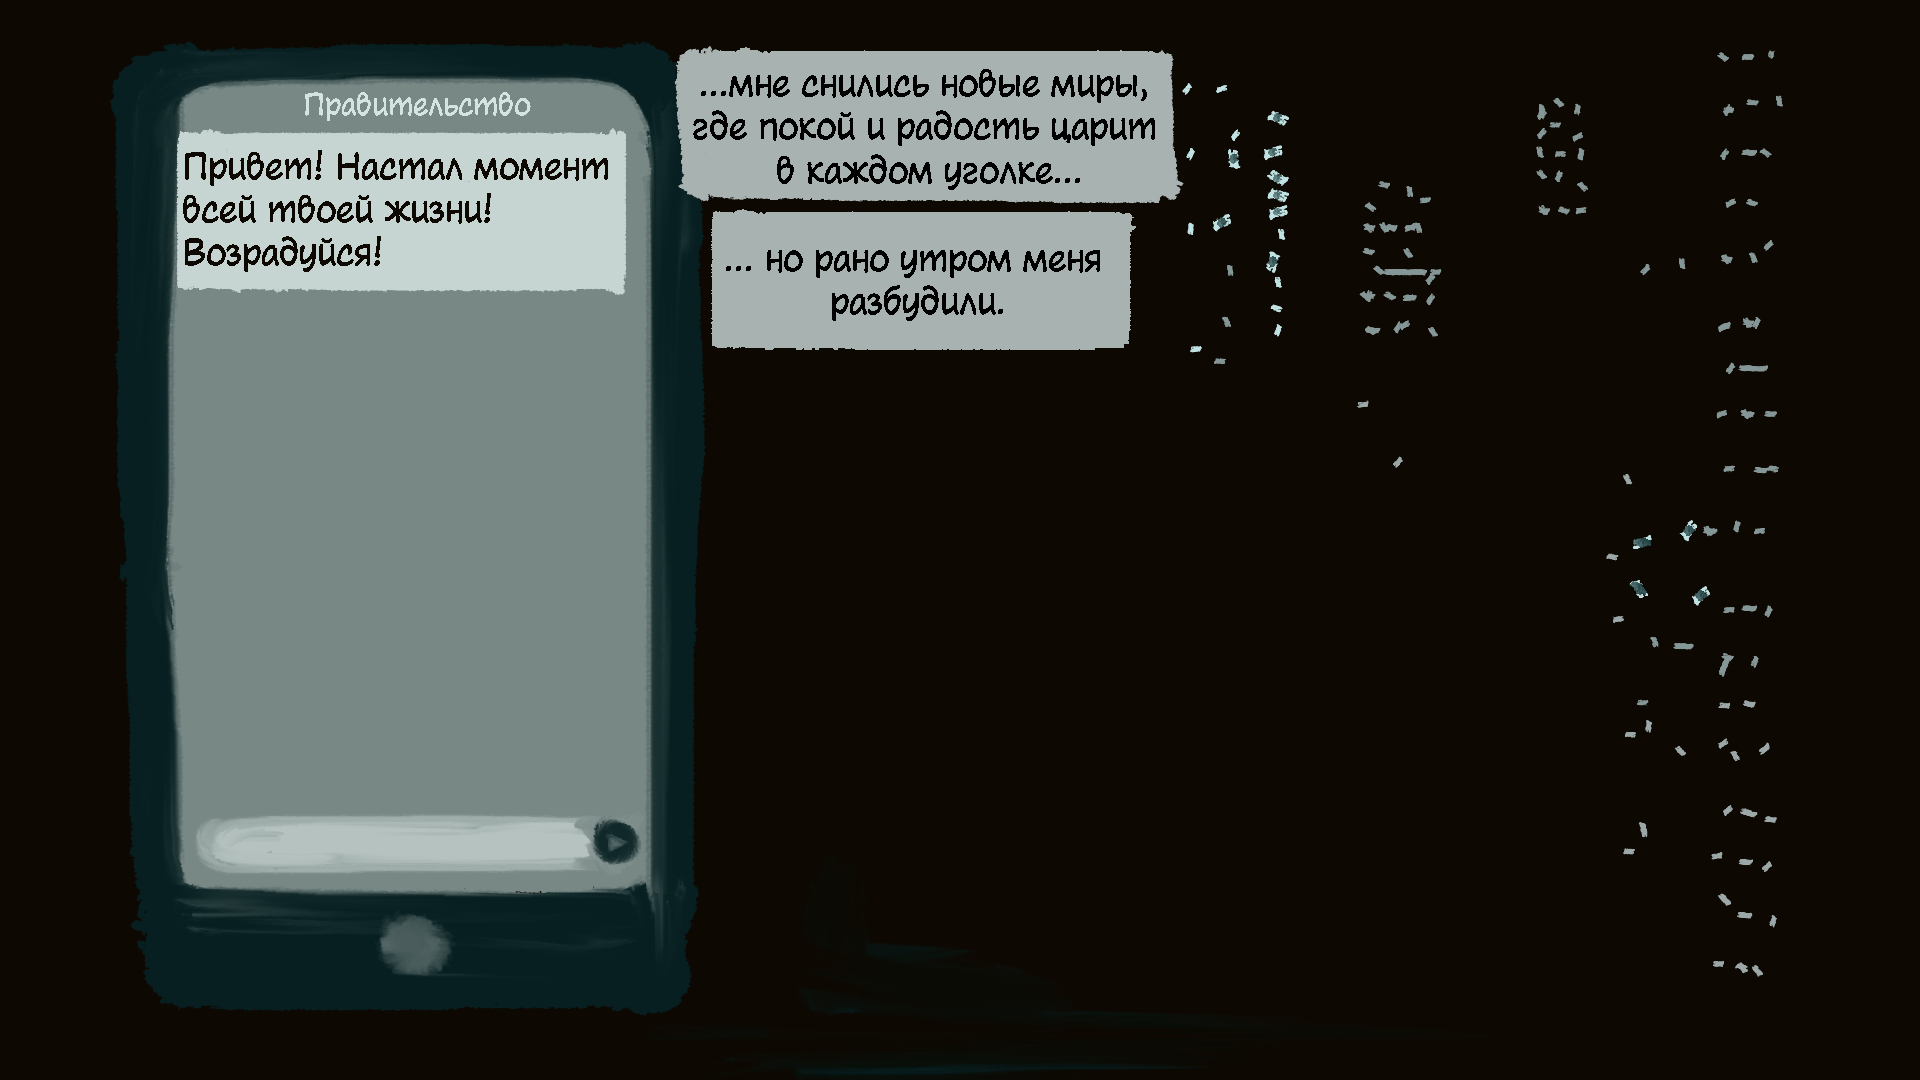 Правительство
Привет! Настал момент
всей твоей жизни!
Возрадуйся!
...мне снились новые миры,
где покой и радость царит
в каждом уголке...
... но рано утром меня
разбудили.